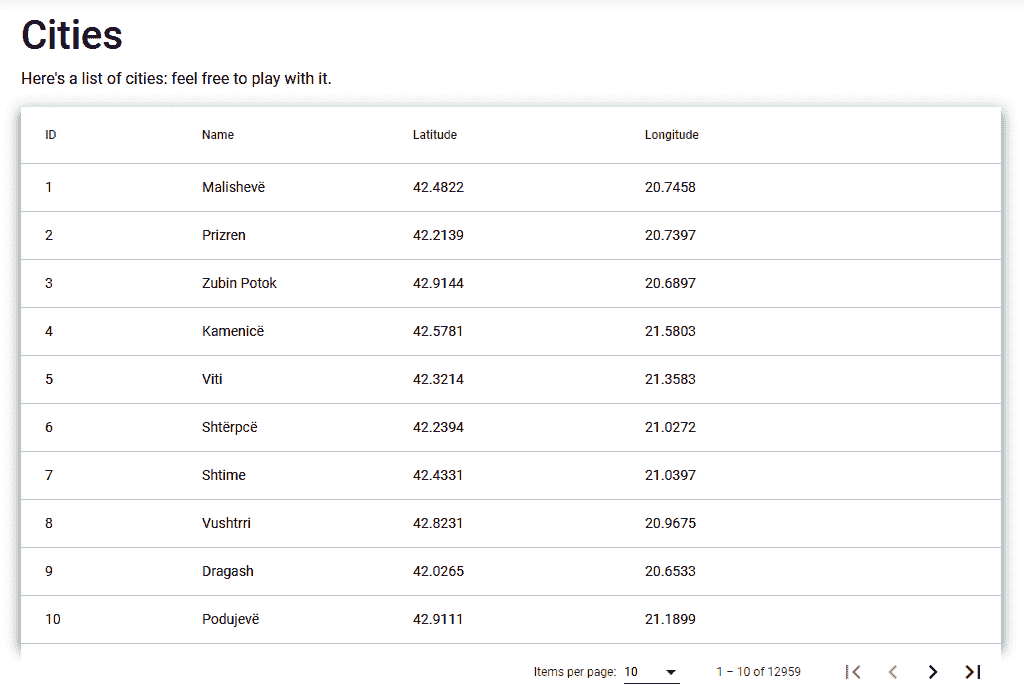 Cities
Here's a list of cities: feel free to play with it.
ID Name Latitude Longitude
1 Malishevë 42.4822 20.7458
2 Prizren 42.2139 20.7397
3 Zubin Potok 42.9144 20.6897
4 Kamenicë 42.5781 21.5803
5 Viti 42.3214 21.3583
6 Shtërpcë 42.2394 21.0272
7 Shtime 42.4331 21.0397
8 Vushtrri 42.8231 20.9675
9 Dragash 42.0265 20.6533
10 Podujevë 42.9111 21.1899
Items per page: 10 1 – 10 of 12959